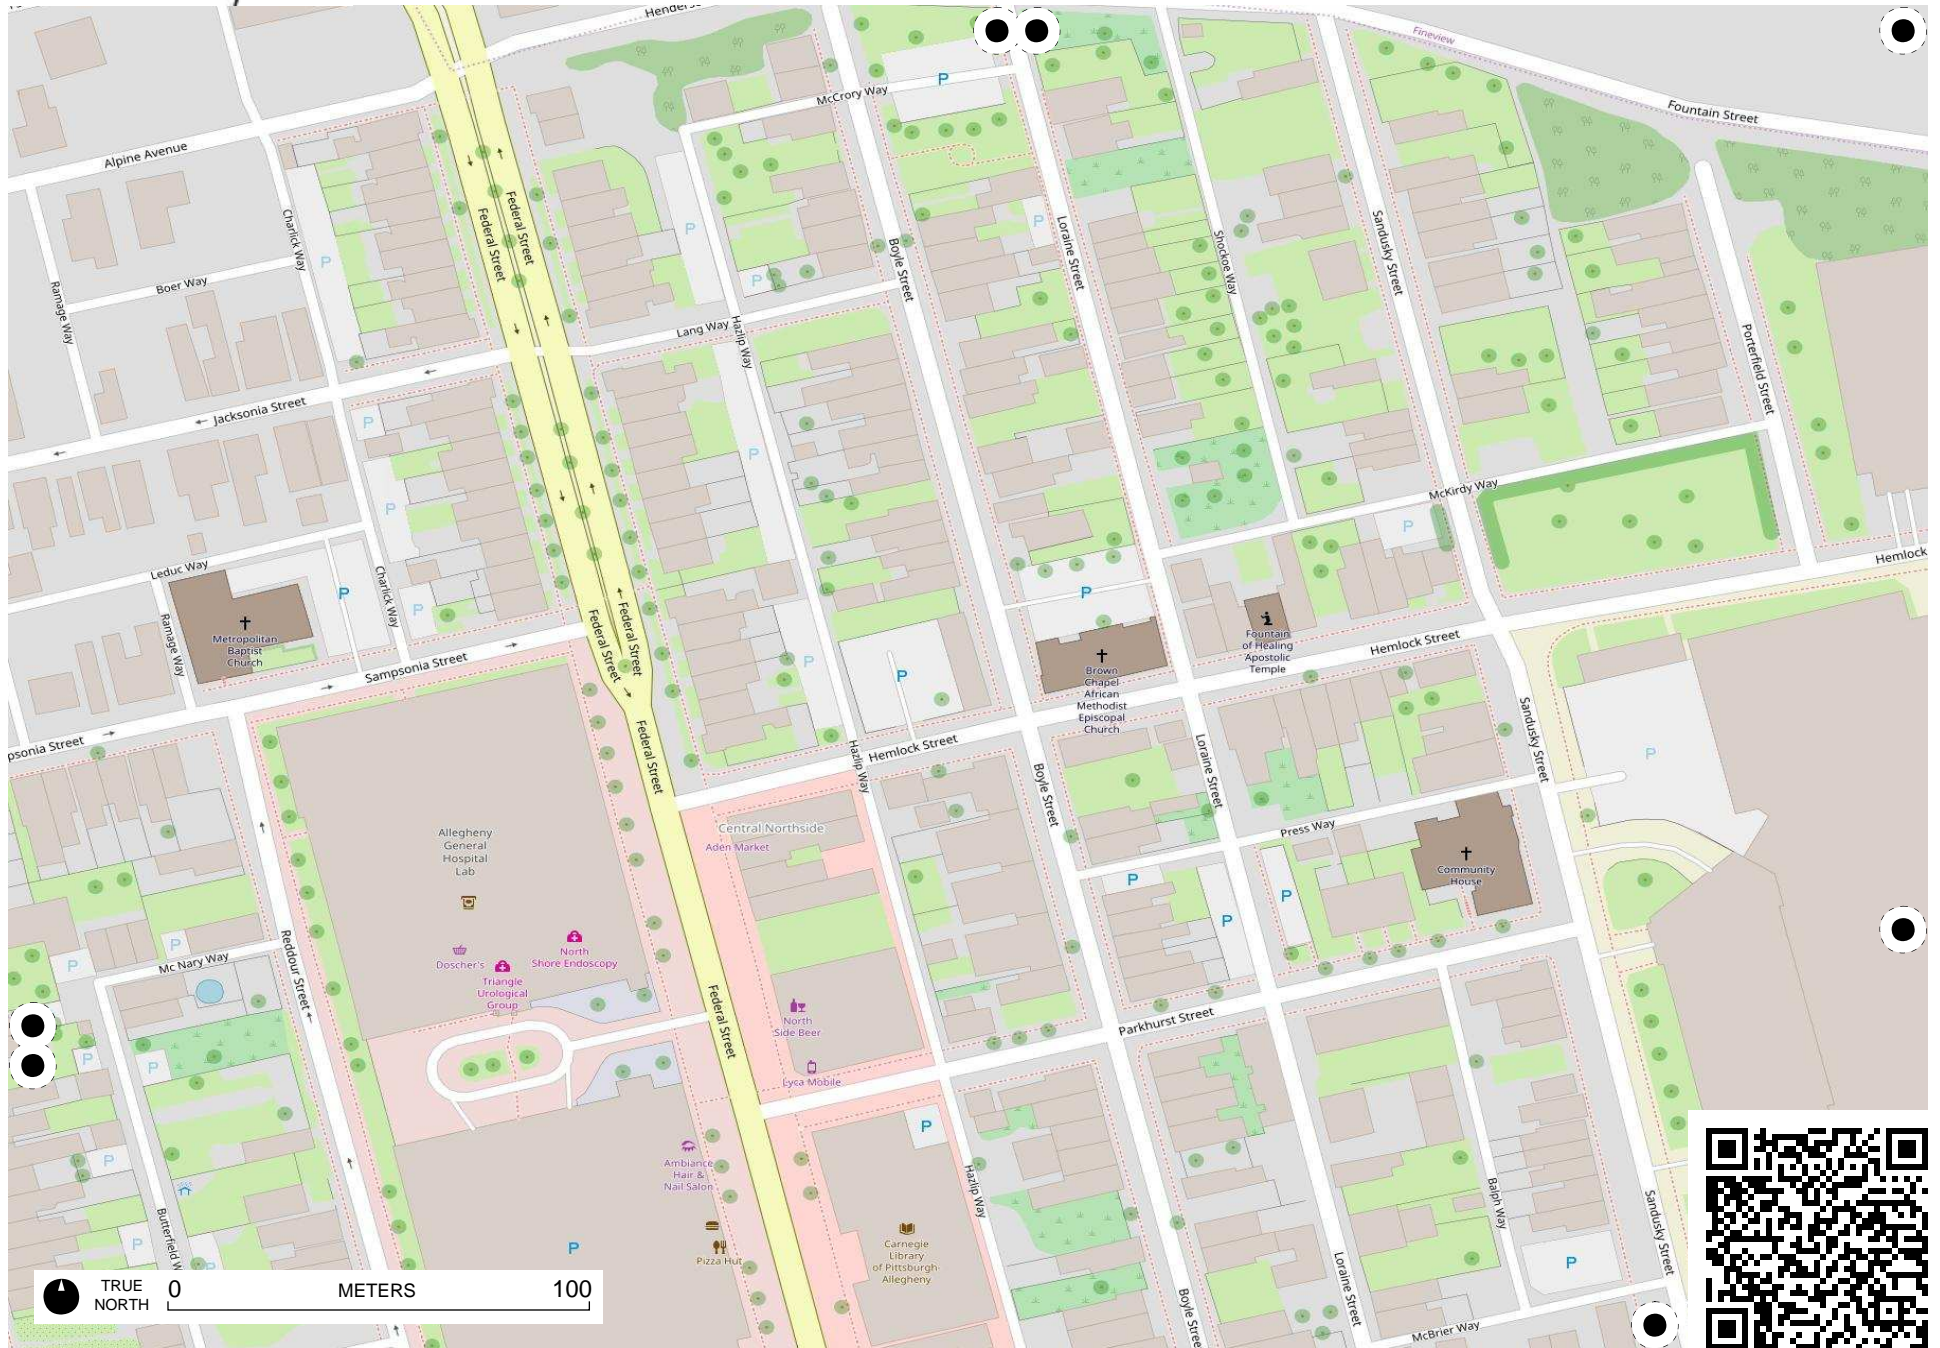 Fineview
Fountain Street
McCrory Way
P
Alpine Avenue
Charlick Way
Federal Street
Federal Street
P
P
P
P
Boyle Street
Loraine Street
Shockoe Way
Sandusky Street
Ramage Way
Boer Way
Lang Way
Hazlip Way
Porterfield Street
Jacksonia Street
P
P
P
McKirdy Way
P
Hemlock
Leduc Way
P
Charlick Way
P
P
Ramage Way
Metropolitan
Baptist
Church
Federal Street
Federal Street
Fountain
of Healing
Apostolic
Temple
Hemlock Street
Sampsonia Street
P
P
Brown
Chapel
African
Methodist
Episcopal
Church
psonia Street
Federal Street
Hazlip Way
Hemlock Street
Boyle Street
Loraine Street
Sandusky Street
P
Central Northside
Aden Market
Press Way
Allegheny
General
Hospital
Lab
Community
House
P
P
P
Mc Nary Way
P
P
Reddour Street
Doscher's
North
Shore Endoscopy
Triangle
Urological
Group
Federal Street
North
Side Beer
Parkhurst Street
P
P
Lyca Mobile
P
P
Ambiance
Hair &
Nail Salon
Hazlip Way
Butterfield W
P
P
P
Pizza Hut
Carnegie
Library
of Pittsburgh-
Allegheny
Balph Way
Sandusky Street
Loraine Street
P
Boyle Stree
McBrier Way
TRUE
NORTH
0 METERS 100